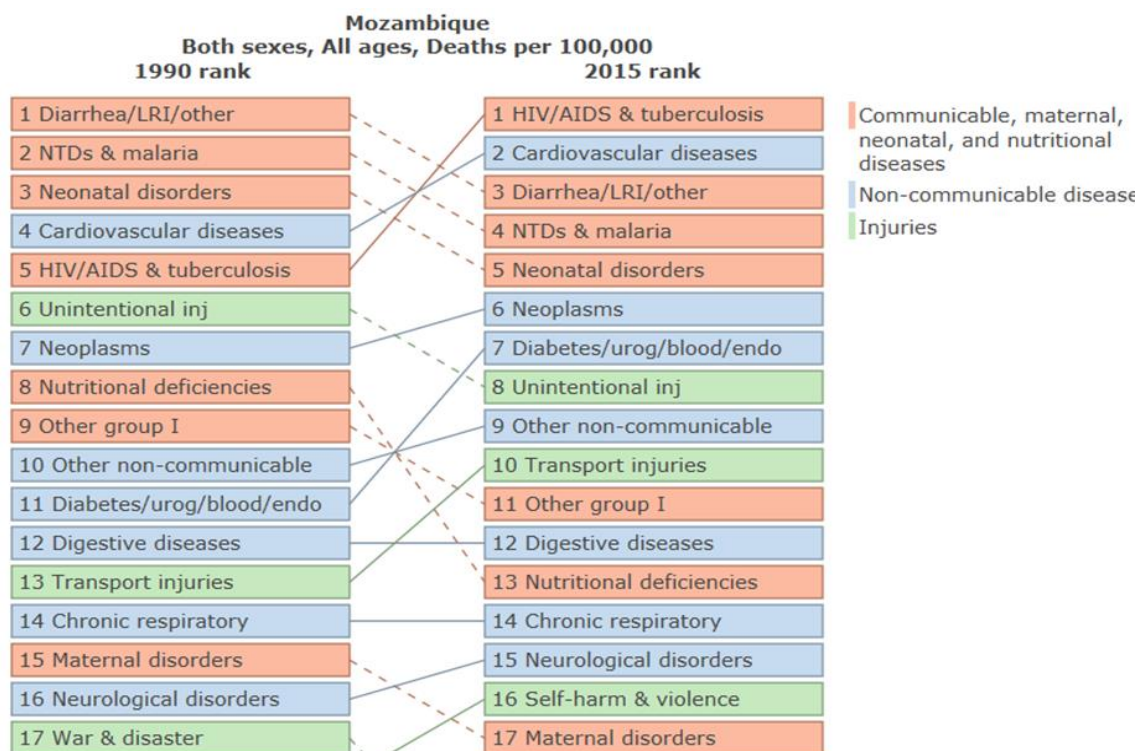 Mozambique
Both sexes, All ages, Deaths per 100,000
1990 rank
2015 rank
1 Diarrhea/LRI/other
2 NTDs & malaria
3 Neonatal disorders
4 Cardiovascular diseases
5 HIV/AIDS & tuberculosis
6 Unintentional inj
7 Neoplasms
8 Nutritional deficiencies
9 Other group I
10 Other non-communicable
11 Diabetes/urog/blood/endo
12 Digestive diseases
13 Transport injuries
14 Chronic respiratory
15 Maternal disorders
16 Neurological disorders
17 War & disaster
1 HIV/AIDS & tuberculosis
2 Cardiovascular diseases
3 Diarrhea/LRI/other
4 NTDs & malaria
5 Neonatal disorders
6 Neoplasms
7 Diabetes/urog/blood/endo
8 Unintentional inj
9 Other non-communicable
10 Transport injuries
11 Other group I
12 Digestive diseases
13 Nutritional deficiencies
14 Chronic respiratory
15 Neurological disorders
16 Self-harm & violence
17 Maternal disorders
Communicable, maternal,
neonatal, and nutritional
diseases
Non-communicable disease
Injuries